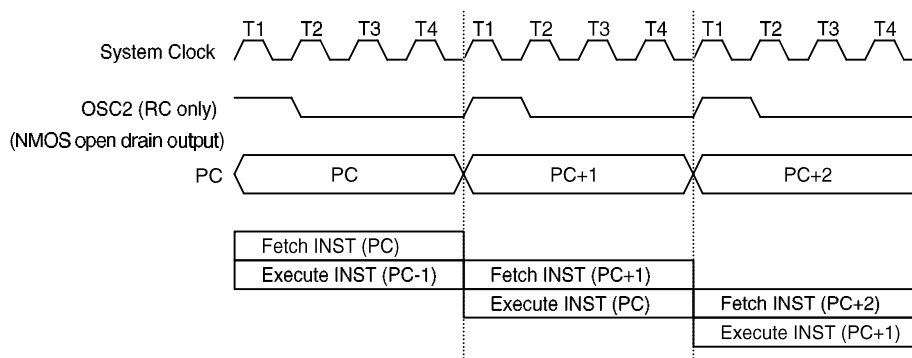 T1 T2 T3 T4 T1 T2 T3 T4 T1 T2 T3 T4
System Clock
OSC2 (RC only)
(NMOS open drain output)
PC PC PC+1 PC+2
Fetch INST (PC)
Execute INST (PC-1) Fetch INST (PC+1)
Execute INST (PC) Fetch INST (PC+2)
Execute INST (PC+1)